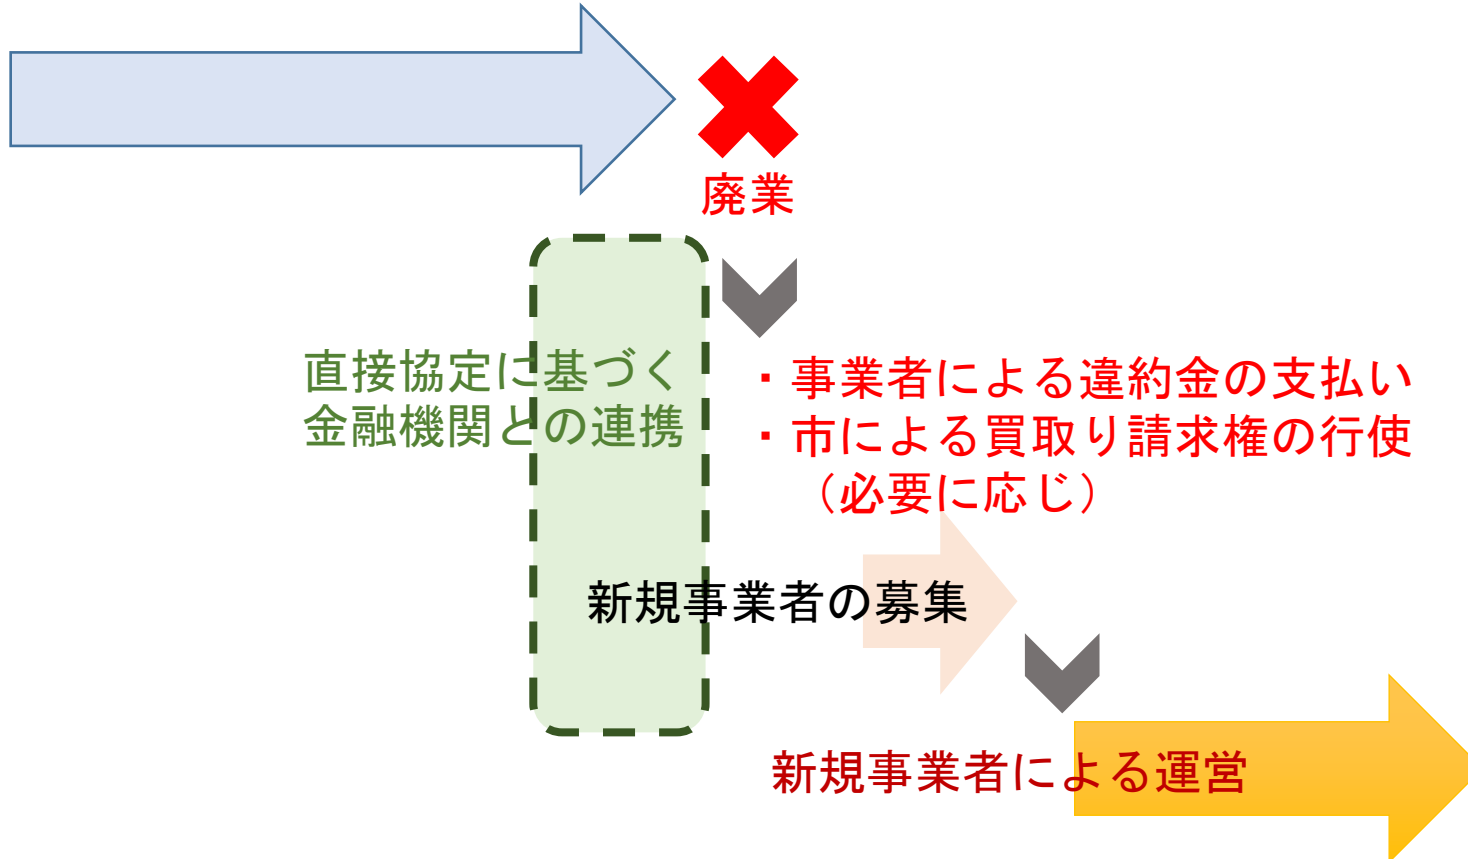 廃業
直接協定に基づく
金融機関との連携
・事業者による違約金の支払い
・市による買取り請求権の行使
（必要に応じ）
新規事業者の募集
新規事業者による運営